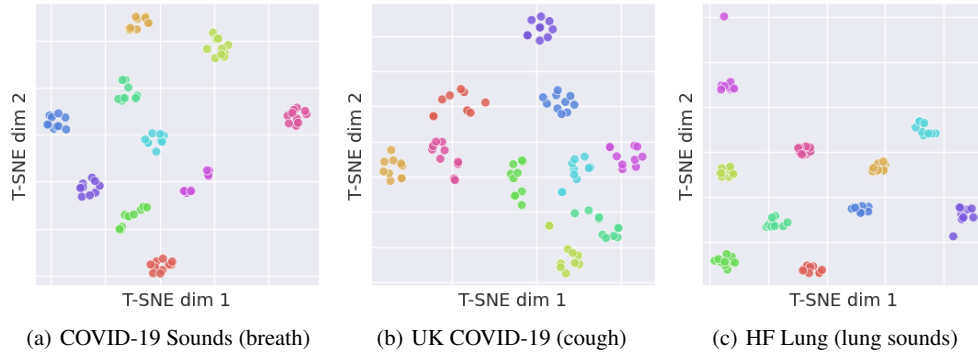 T-SNE dim 2
T-SNE dim 1
(a) COVID-19 Sounds (breath)
T-SNE dim 2
T-SNE dim 1
(b) UK COVID-19 (cough)
T-SNE dim 2
T-SNE dim 1
(c) HF Lung (lung sounds)